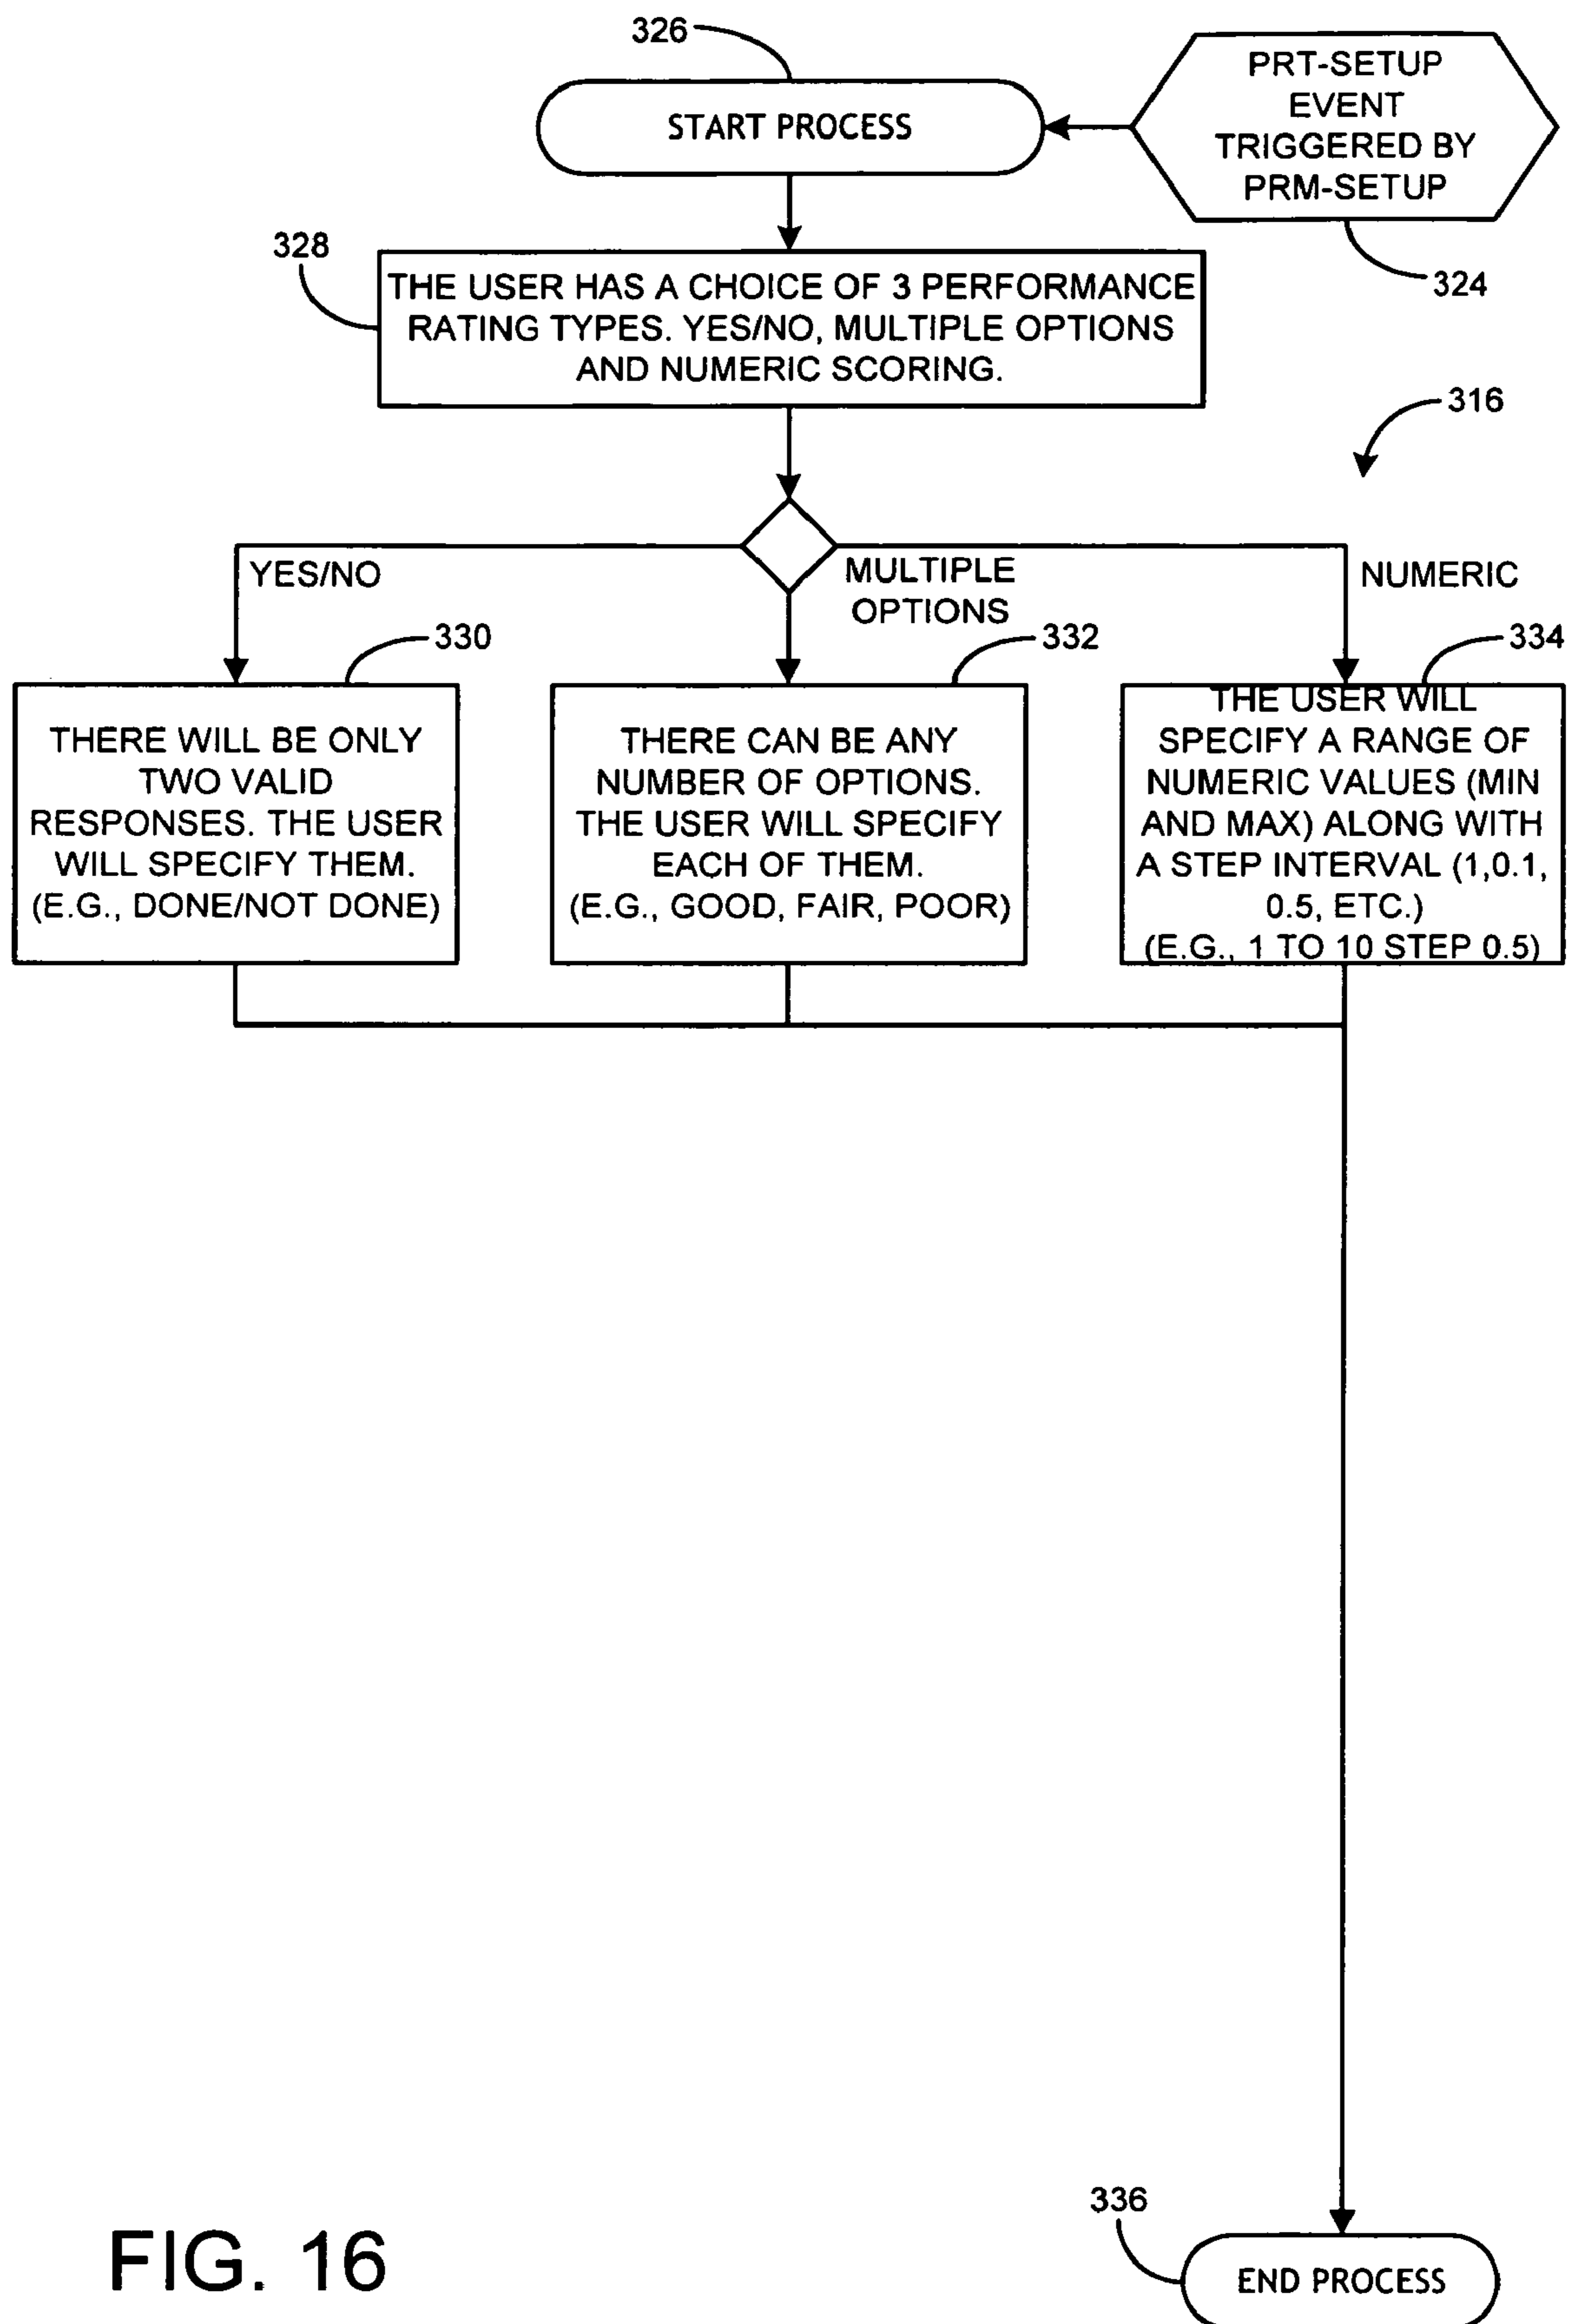 326
START PROCESS
PRT-SETUP
EVENT
TRIGGERED BY
PRM-SETUP
324
328
THE USER HAS A CHOICE OF 3 PERFORMANCE
RATING TYPES. YES/NO, MULTIPLE OPTIONS
AND NUMERIC SCORING.
316
YES/NO
MULTIPLE
OPTIONS
NUMERIC
330
THERE WILL BE ONLY
TWO VALID
RESPONSES. THE USER
WILL SPECIFY THEM.
(E.G., DONE/NOT DONE)
332
THERE CAN BE ANY
NUMBER OF OPTIONS.
THE USER WILL SPECIFY
EACH OF THEM.
(E.G., GOOD, FAIR, POOR)
334
THE USER WILL
SPECIFY A RANGE OF
NUMERIC VALUES (MIN
AND MAX) ALONG WITH
A STEP INTERVAL (1,0.1,
0.5, ETC.)
(E.G., 1 TO 10 STEP 0.5)
336
END PROCESS
FIG. 16